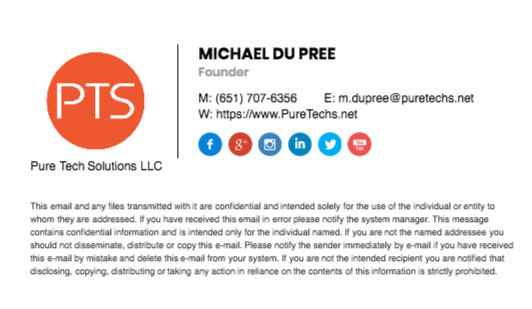 MICHAEL DU PREE
Founder
PTS
M: (651) 707-6356 E: m.dupree@puretechs.net
W: https://www.PureTechs.net
f g+ in You Tube
Pure Tech Solutions LLC
This email and any files transmitted with it are confidential and intended solely for the use of the individual or entity to
whom they are addressed. If you have received this email in error please notify the system manager. This message
contains confidential information and is intended only for the individual named. If you are not the named addressee you
should not disseminate, distribute or copy this e-mail. Please notify the sender immediately by e-mail if you have received
this e-mail by mistake and delete this e-mail from your system. If you are not the intended recipient you are notified that
disclosing, copying, distributing or taking any action in reliance on the contents of this information is strictly prohibited.